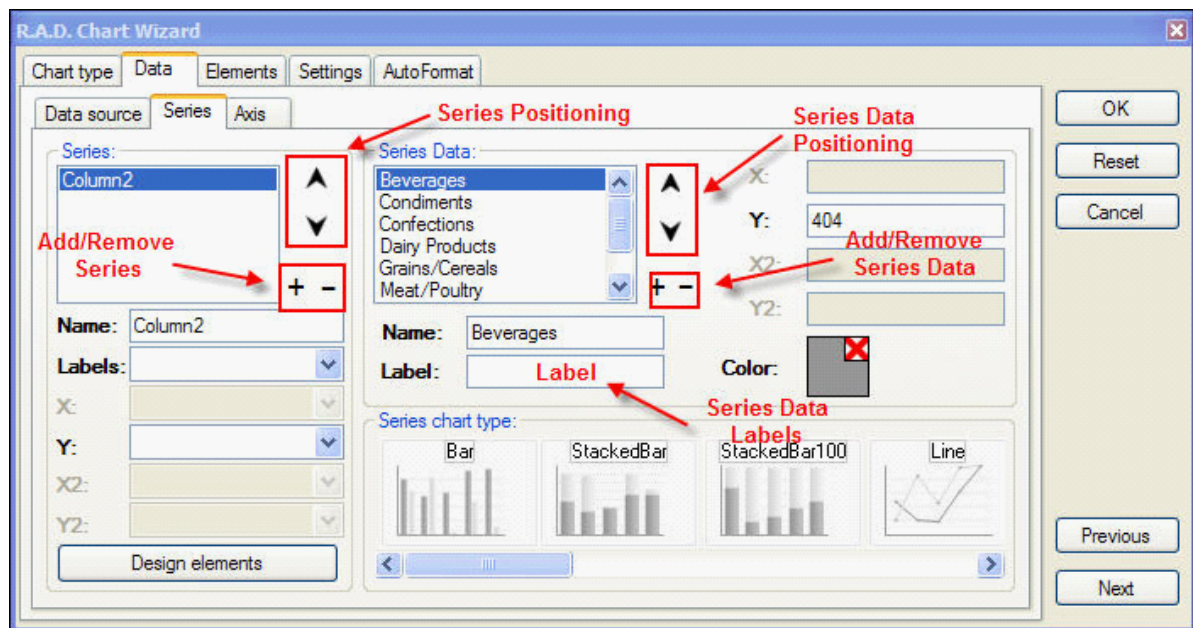 R.A.D. Chart Wizard
Chart type Data Elements Settings AutoFormat
Data source Series Axis
Series Positioning
Series Data
Positioning
OK
Reset
Cancel
Series:
Column2
Add/Remove
Series
+ -
Name: Column2
Labels:
X:
Y:
X2:
Y2:
Design elements
Series Data:
Beverages
Condiments
Confections
Dairy Products
Grains/Cereals
Meat/Poultry
+ -
X:
Y: 404
X2:
Y2:
Add/Remove
Series Data
Name: Beverages
Label: Label
Color:
Series Data
Labels
Series chart type:
Bar StackedBar StackedBar100 Line
Previous
Next